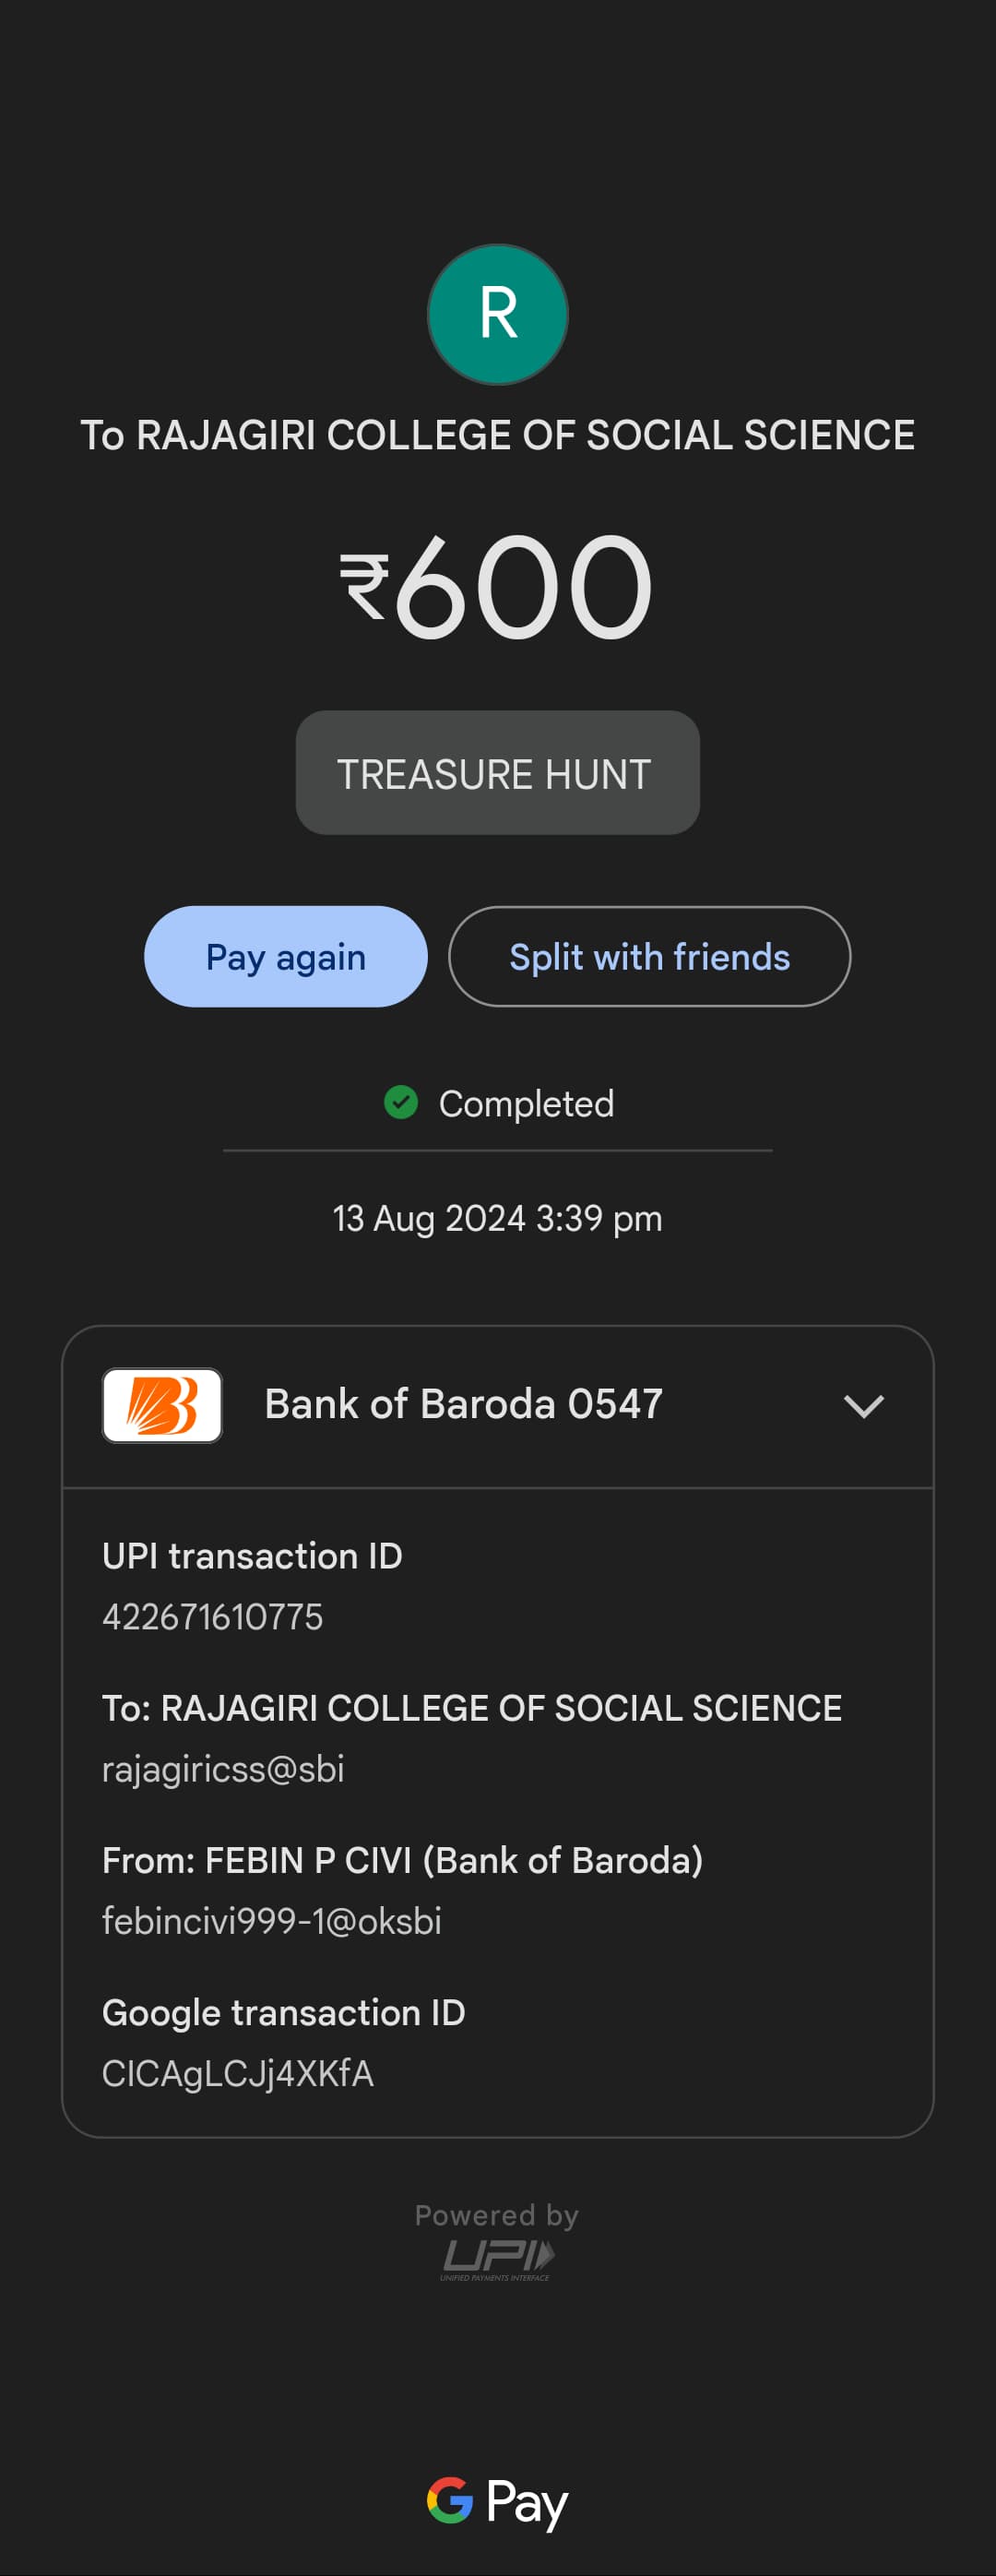 R
To RAJAGIRI COLLEGE OF SOCIAL SCIENCE
₹600
TREASURE HUNT
Pay again
Split with friends
Completed
13 Aug 2024 3:39 pm
Bank of Baroda 0547
UPI transaction ID
422671610775
To: RAJAGIRI COLLEGE OF SOCIAL SCIENCE
rajagiricss@sbi
From: FEBIN P CIVI (Bank of Baroda)
febincivi999-1@oksbi
Google transaction ID
CICAgLCJj4XKfA
Powered by
UPI
UNIFIED PAYMENTS INTERFACE
G Pay